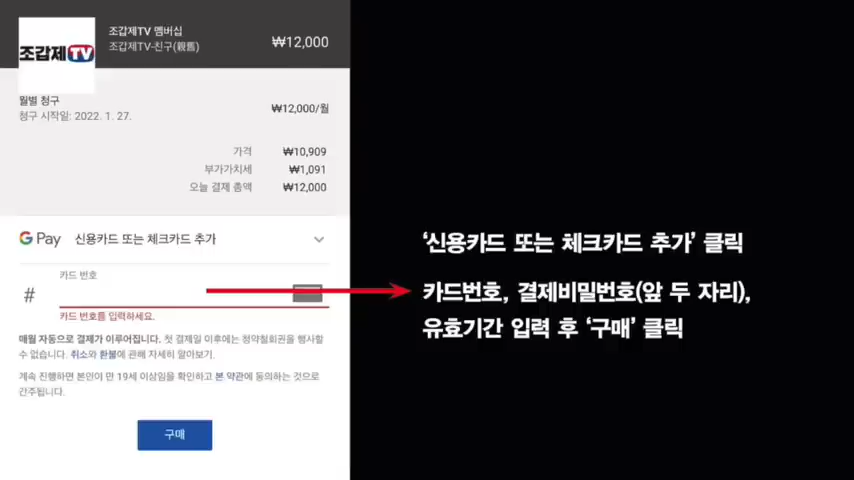 조갑제TV
조갑제TV 멤버십
조갑제TV-친구(親舊)
₩12,000
월별 청구
청구 시작일: 2022. 1. 27.
₩12,000/월
가격 ₩10,909
부가가치세 ₩1,091
오늘 결제 총액 ₩12,000
G Pay 신용카드 또는 체크카드 추가
카드 번호
#
카드 번호를 입력하세요.
매월 자동으로 결제가 이루어집니다. 첫 결제일 이후에는 청약철회권을 행사할
수 없습니다. 취소와 환불에 관해 자세히 알아보기.
계속 진행하면 본인이 만 19세 이상임을 확인하고 본 약관에 동의하는 것으로
간주됩니다.
구매
‘신용카드 또는 체크카드 추가’ 클릭
카드번호, 결제비밀번호(앞 두 자리),
유효기간 입력 후 ‘구매’ 클릭